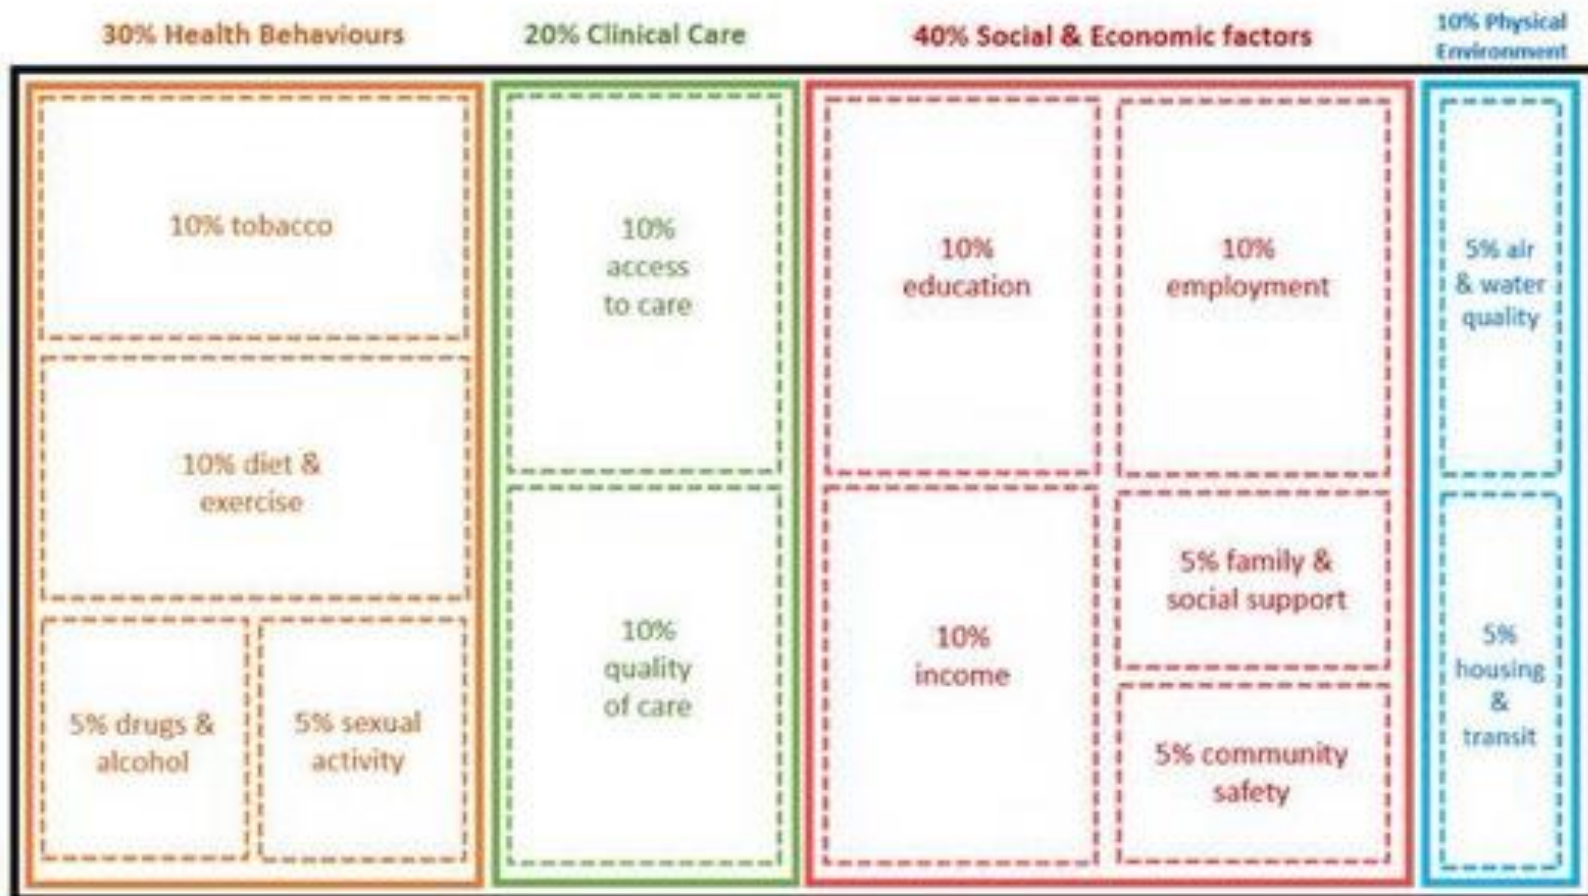 30% Health Behaviours
20% Clinical Care
40% Social & Economic factors
10% Physical
Environment
10% tobacco
10% diet &
exercise
5% drugs &
alcohol
5% sexual
activity
10%
access
to care
10%
quality
of care
10%
education
10%
employment
10%
income
5% family &
social support
5% community
safety
5% air
& water
quality
5%
housing
&
transit